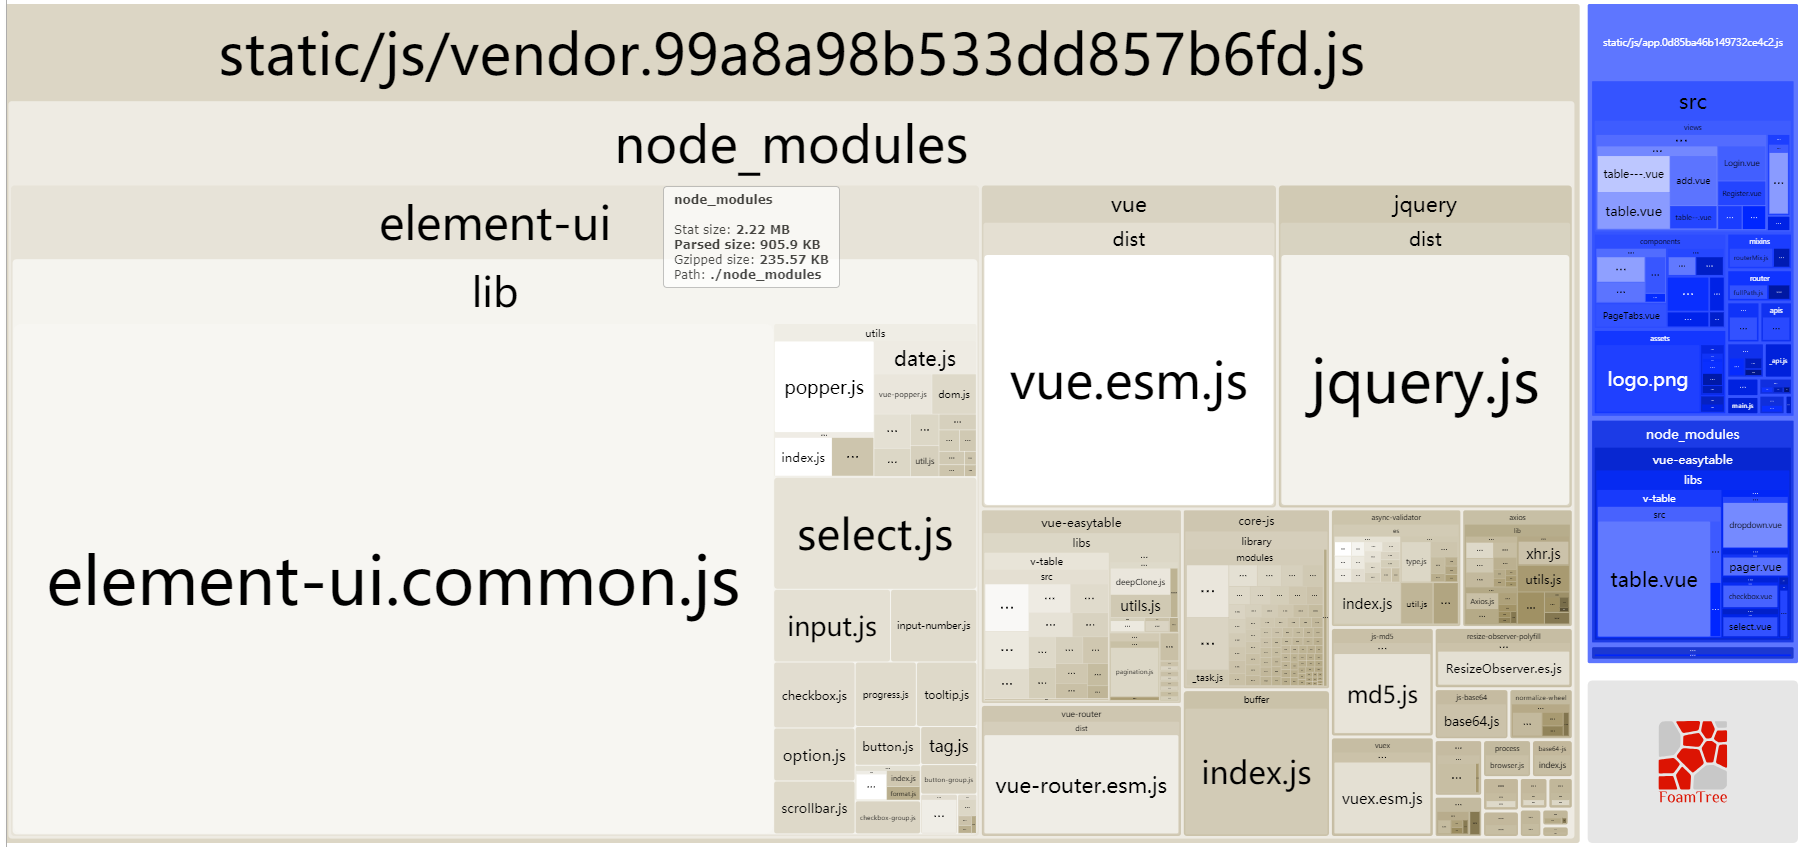 static/js/vendor.99a8a98b533dd857b6fd.js
node_modules
element-ui
node_modules
Stat size: 2.22 MB
Parsed size: 905.9 KB
Gzipped size: 235.57 KB
Path: ./node_modules
lib
element-ui.common.js
utils
popper.js
date.js
vue-popper.js
dom.js
...
index.js
...
...
...
...
...
util.js
select.js
input.js
input-number.js
checkbox.js
progress.js
tooltip.js
option.js
button.js
tag.js
...
index.js
format.js
button-group.js
scrollbar.js
checkbox-group.js
...
vue
dist
vue.esm.js
jquery
dist
jquery.js
vue-easytable
libs
v-table
src
...
deepClone.js
utils.js
pagination.js
vue-router
dist
vue-router.esm.js
core-js
library
modules
...
...
_task.js
buffer
index.js
async-validator
es
type.js
index.js
util.js
...
axios
lib
xhr.js
utils.js
Axios.js
js-md5
...
md5.js
resize-observer-polyfill
...
ResizeObserver.es.js
js-base64
base64.js
normalize-wheel
...
vuex
...
vuex.esm.js
process
browser.js
base64-js
index.js
static/js/app.0d85ba46b149732ce4c2.js
src
views
...
...
table---.vue
add.vue
Login.vue
Register.vue
table.vue
table--.vue
...
...
components
...
...
PageTabs.vue
mixins
routerMix.js
router
fullPath.js
apis
assets
logo.png
_api.js
main.js
node_modules
vue-easytable
libs
v-table
src
table.vue
...
dropdown.vue
pager.vue
checkbox.vue
select.vue
FoamTree